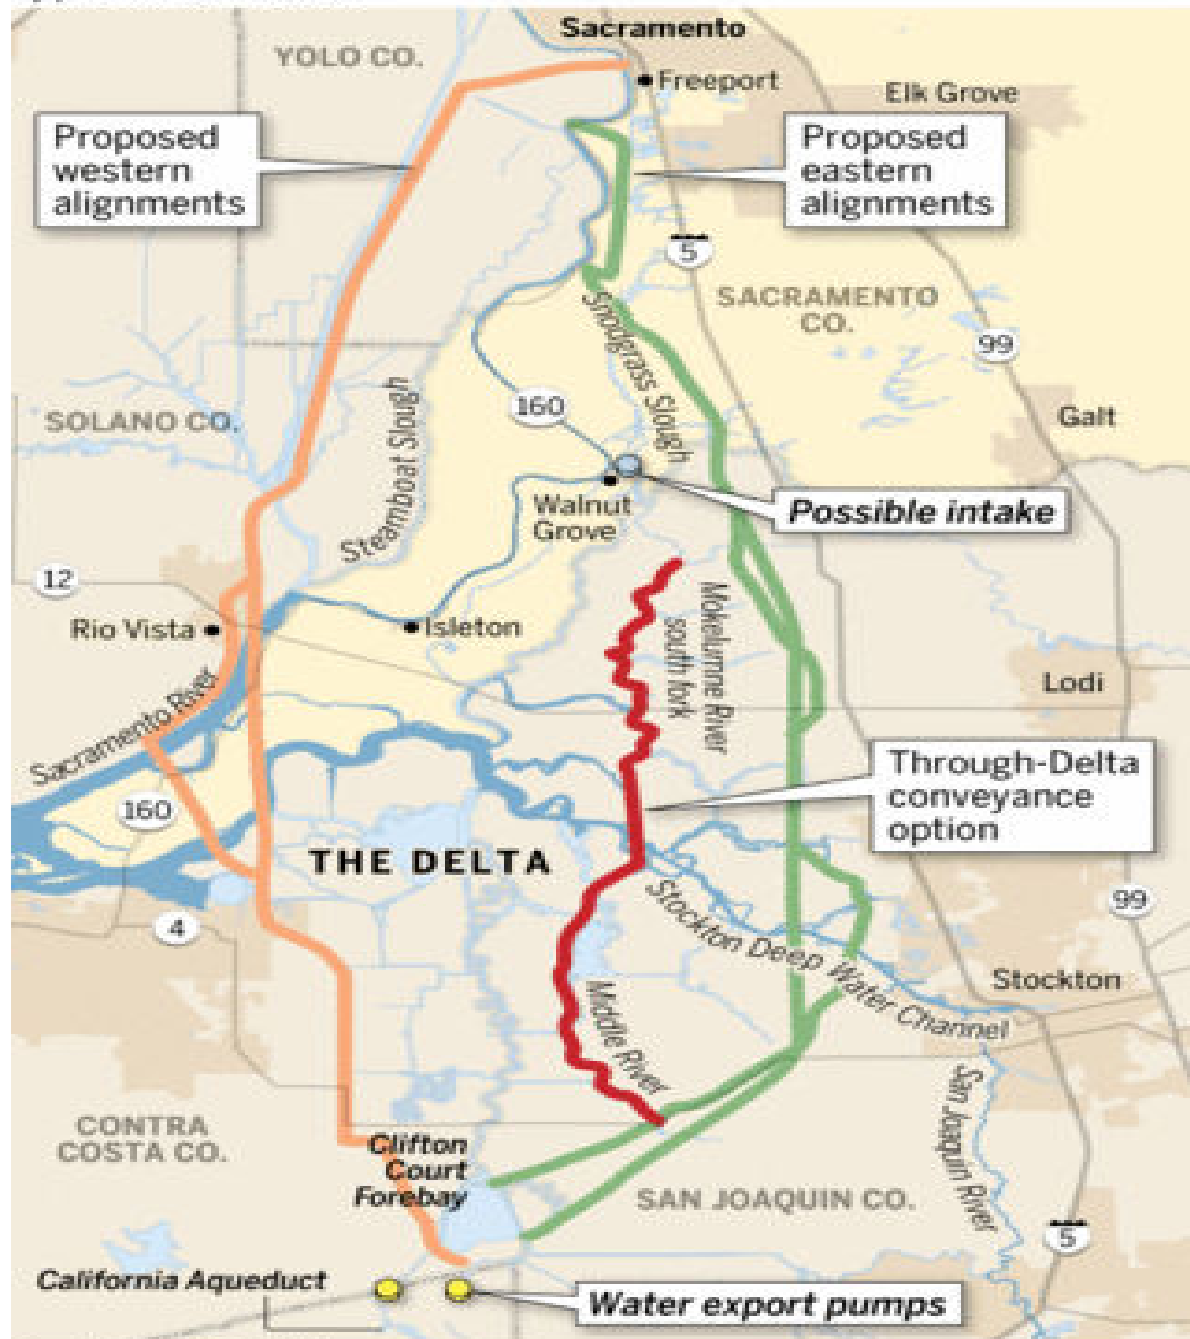 Sacramento
YOLO CO.
Freeport
Elk Grove
Proposed
western
alignments
Proposed
eastern
alignments
5
SACRAMENTO
CO.
99
Snodgrass Slough
160
SOLANO CO.
Steamboat Slough
Galt
Walnut
Grove
Possible intake
12
Rio Vista
Isleton
Mokelumne River
south fork
Lodi
Sacramento River
Through-Delta
conveyance
option
160
THE DELTA
4
99
Stockton Deep Water Channel
Stockton
Middle River
San Joaquin River
CONTRA
COSTA CO.
Clifton
Court
Forebay
SAN JOAQUIN CO.
5
California Aqueduct
Water export pumps